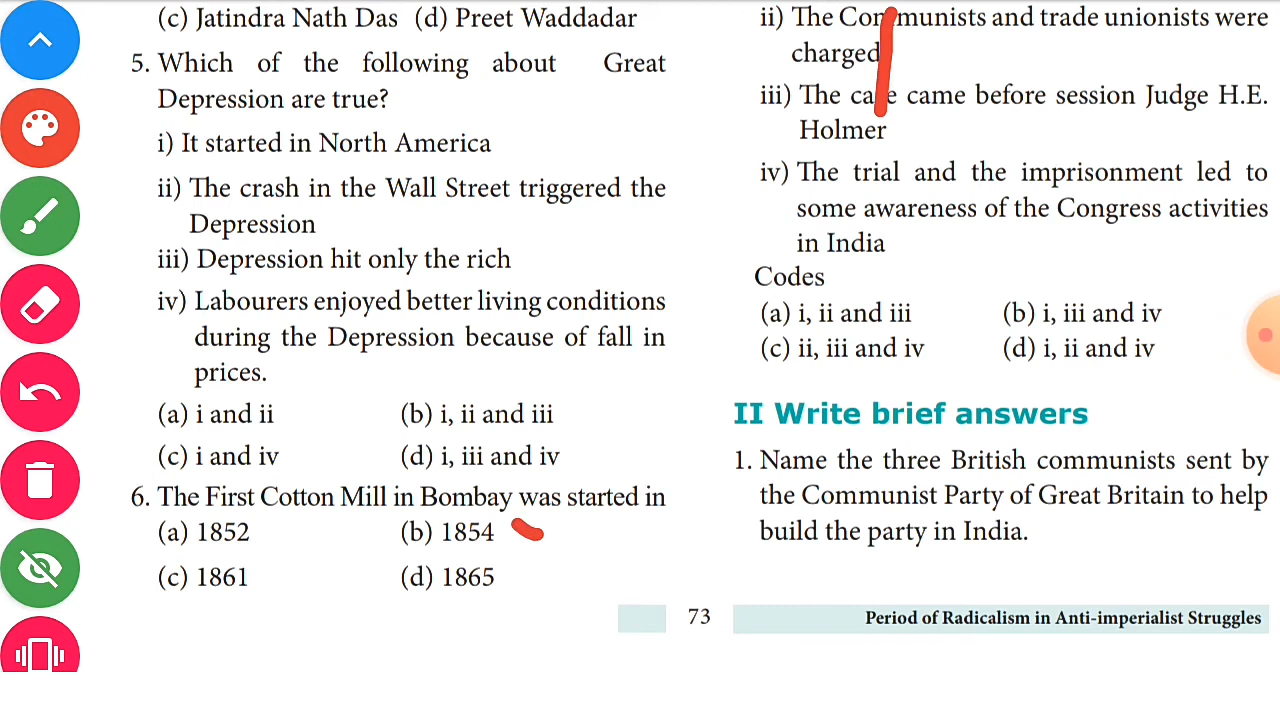 (c) Jatindra Nath Das (d) Preet Waddadar
5. Which of the following about Great
Depression are true?
i) It started in North America
ii) The crash in the Wall Street triggered the
Depression
iii) Depression hit only the rich
iv) Labourers enjoyed better living conditions
during the Depression because of fall in
prices.
(a) i and ii (b) i, ii and iii
(c) i and iv (d) i, iii and iv
6. The First Cotton Mill in Bombay was started in
(a) 1852 (b) 1854
(c) 1861 (d) 1865
ii) The Communists and trade unionists were
charged
iii) The case came before session Judge H.E.
Holmer
iv) The trial and the imprisonment led to
some awareness of the Congress activities
in India
Codes
(a) i, ii and iii (b) i, iii and iv
(c) ii, iii and iv (d) i, ii and iv
II Write brief answers
1. Name the three British communists sent by
the Communist Party of Great Britain to help
build the party in India.
73 Period of Radicalism in Anti-imperialist Struggles